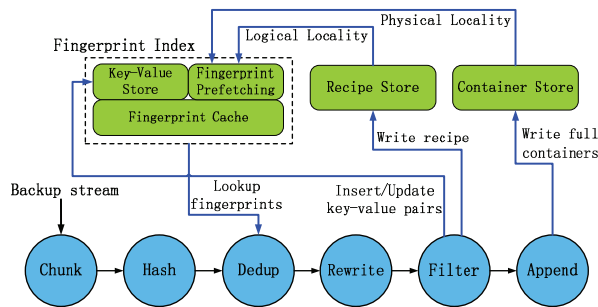 Physical Locality
Logical Locality
Fingerprint Index
Key-Value
Store
Fingerprint
Prefetching
Fingerprint Cache
Recipe Store
Container Store
Write recipe
Write full
containers
Lookup
fingerprints
Insert/Update
key-value pairs
Backup stream
Chunk
Hash
Dedup
Rewrite
Filter
Append